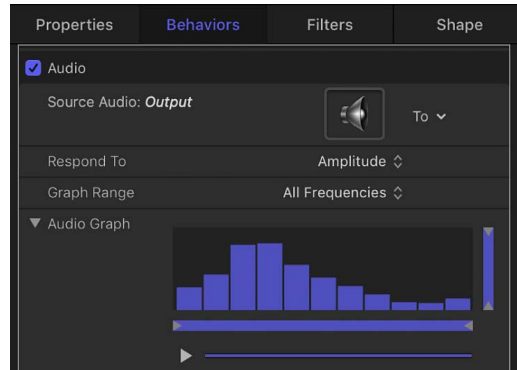 Properties Behaviors Filters Shape
Audio
Source Audio: Output To
Respond To Amplitude
Graph Range All Frequencies
Audio Graph